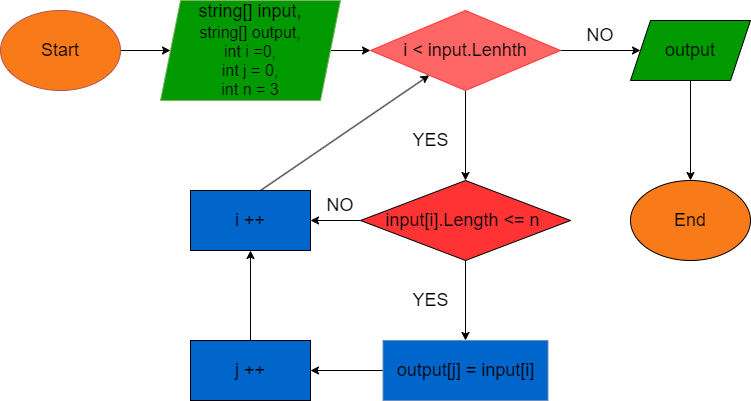 Start
string[] input,
string[] output,
int i =0,
int j = 0,
int n = 3
i < input.Lenhth
NO
output
YES
i ++
NO
input[i].Length <= n
End
YES
j ++
output[j] = input[i]